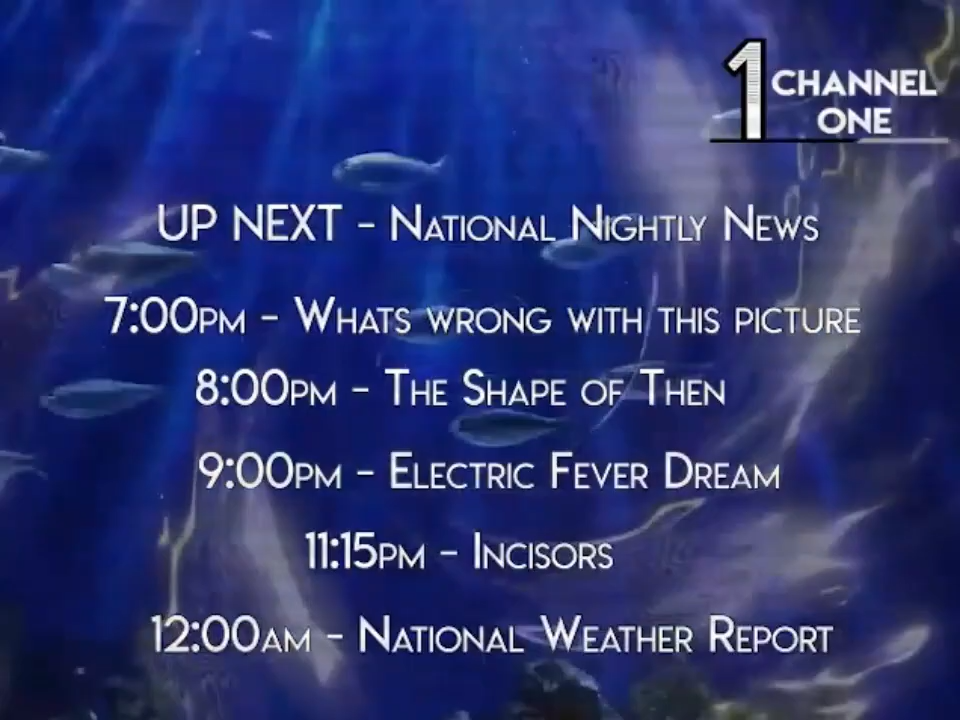 1 CHANNEL
ONE
UP NEXT - NATIONAL NIGHTLY NEWS
7:00PM - WHATS WRONG WITH THIS PICTURE
8:00PM - THE SHAPE OF THEN
9:00PM - ELECTRIC FEVER DREAM
11:15PM - INCISORS
12:00AM - NATIONAL WEATHER REPORT